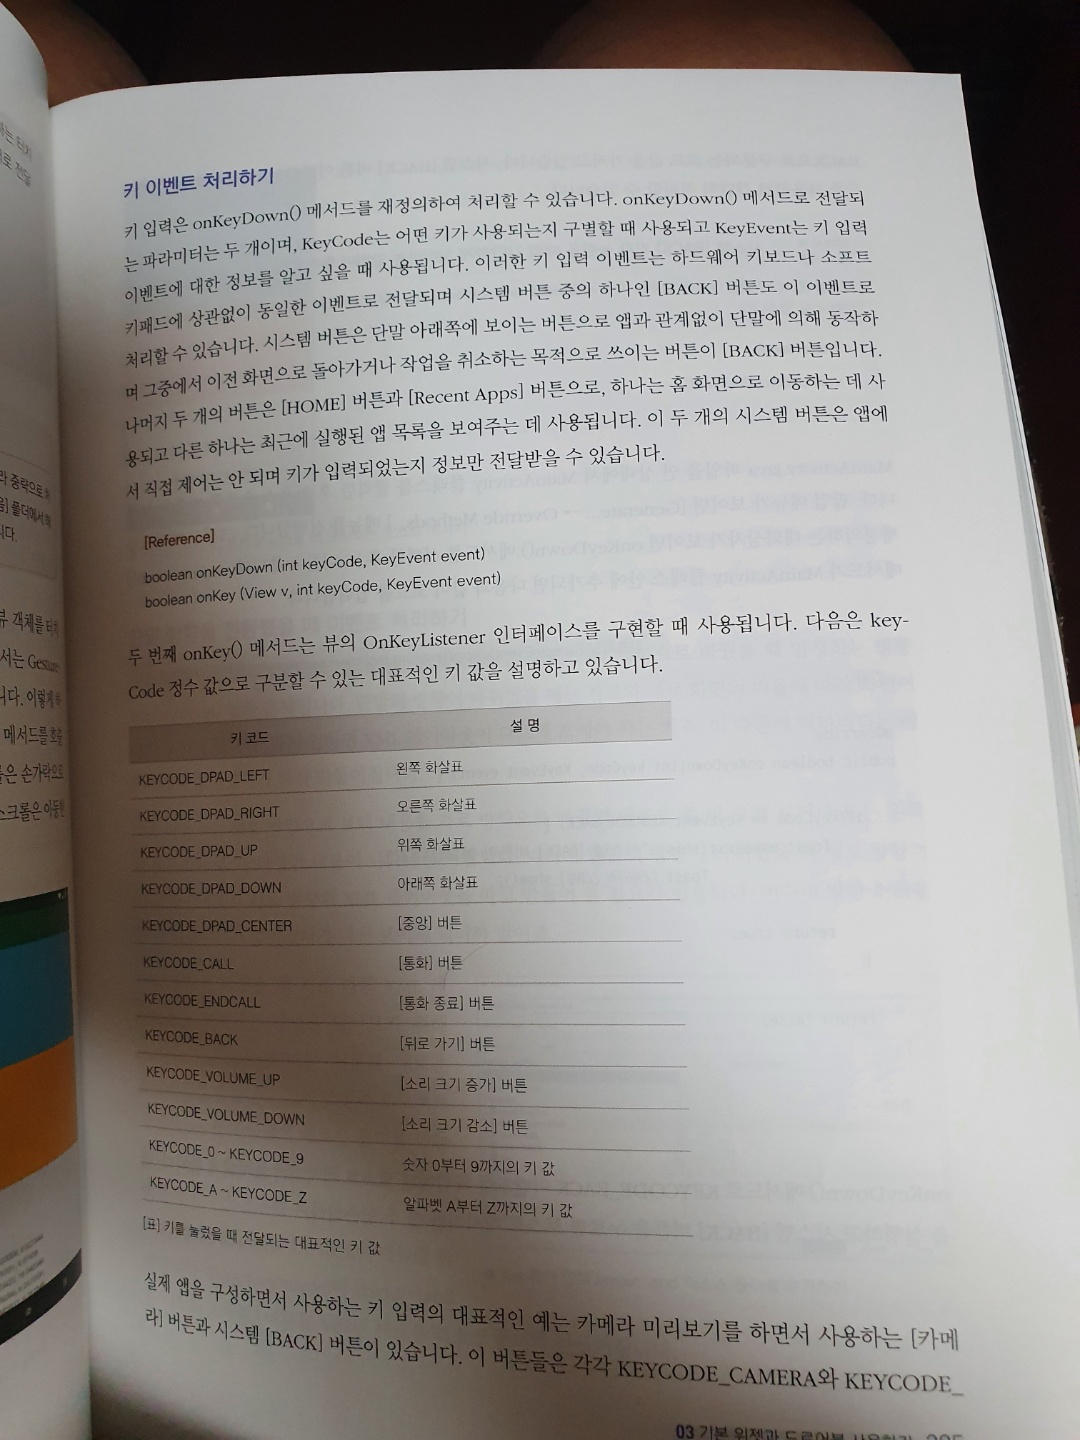 하는 터치
로 전달
키 이벤트 처리하기
키 입력은 onKeyDown() 메서드를 재정의하여 처리할 수 있습니다. onKeyDown() 메서드로 전달되
는 파라미터는 두 개이며, KeyCode는 어떤 키가 사용되는지 구별할 때 사용되고 KeyEvent는 키 입력
이벤트에 대한 정보를 알고 싶을 때 사용됩니다. 이러한 키 입력 이벤트는 하드웨어 키보드나 소프트
키패드에 상관없이 동일한 이벤트로 전달되며 시스템 버튼 중의 하나인 [BACK] 버튼도 이 이벤트로
처리할 수 있습니다. 시스템 버튼은 단말 아래쪽에 보이는 버튼으로 앱과 관계없이 단말에 의해 동작하
며 그중에서 이전 화면으로 돌아가거나 작업을 취소하는 목적으로 쓰이는 버튼이 [BACK] 버튼입니다.
나머지 두 개의 버튼은 [HOME] 버튼과 [Recent Apps] 버튼으로, 하나는 홈 화면으로 이동하는 데 사
용되고 다른 하나는 최근에 실행된 앱 목록을 보여주는 데 사용됩니다. 이 두 개의 시스템 버튼은 앱에
서 직접 제어는 안 되며 키가 입력되었는지 정보만 전달받을 수 있습니다.
[Reference]
boolean onKeyDown (int keyCode, KeyEvent event)
boolean onKey (View v, int keyCode, KeyEvent event)
두 번째 onKey() 메서드는 뷰의 OnKeyListener 인터페이스를 구현할 때 사용됩니다. 다음은 key-
Code 정수 값으로 구분할 수 있는 대표적인 키 값을 설명하고 있습니다.
키 코드 설 명
KEYCODE_DPAD_LEFT 왼쪽 화살표
KEYCODE_DPAD_RIGHT 오른쪽 화살표
KEYCODE_DPAD_UP 위쪽 화살표
KEYCODE_DPAD_DOWN 아래쪽 화살표
KEYCODE_DPAD_CENTER [중앙] 버튼
KEYCODE_CALL [통화] 버튼
KEYCODE_ENDCALL [통화 종료] 버튼
KEYCODE_BACK [뒤로 가기] 버튼
KEYCODE_VOLUME_UP [소리 크기 증가] 버튼
KEYCODE_VOLUME_DOWN [소리 크기 감소] 버튼
KEYCODE_0 ~ KEYCODE_9 숫자 0부터 9까지의 키 값
KEYCODE_A ~ KEYCODE_Z 알파벳 A부터 Z까지의 키 값
[표] 키를 눌렀을 때 전달되는 대표적인 키 값
실제 앱을 구성하면서 사용하는 키 입력의 대표적인 예는 카메라 미리보기를 하면서 사용하는 [카메
라] 버튼과 시스템 [BACK] 버튼이 있습니다. 이 버튼들은 각각 KEYCODE_CAMERA와 KEYCODE_
03 기본 위젯과 드로어블 사용하기